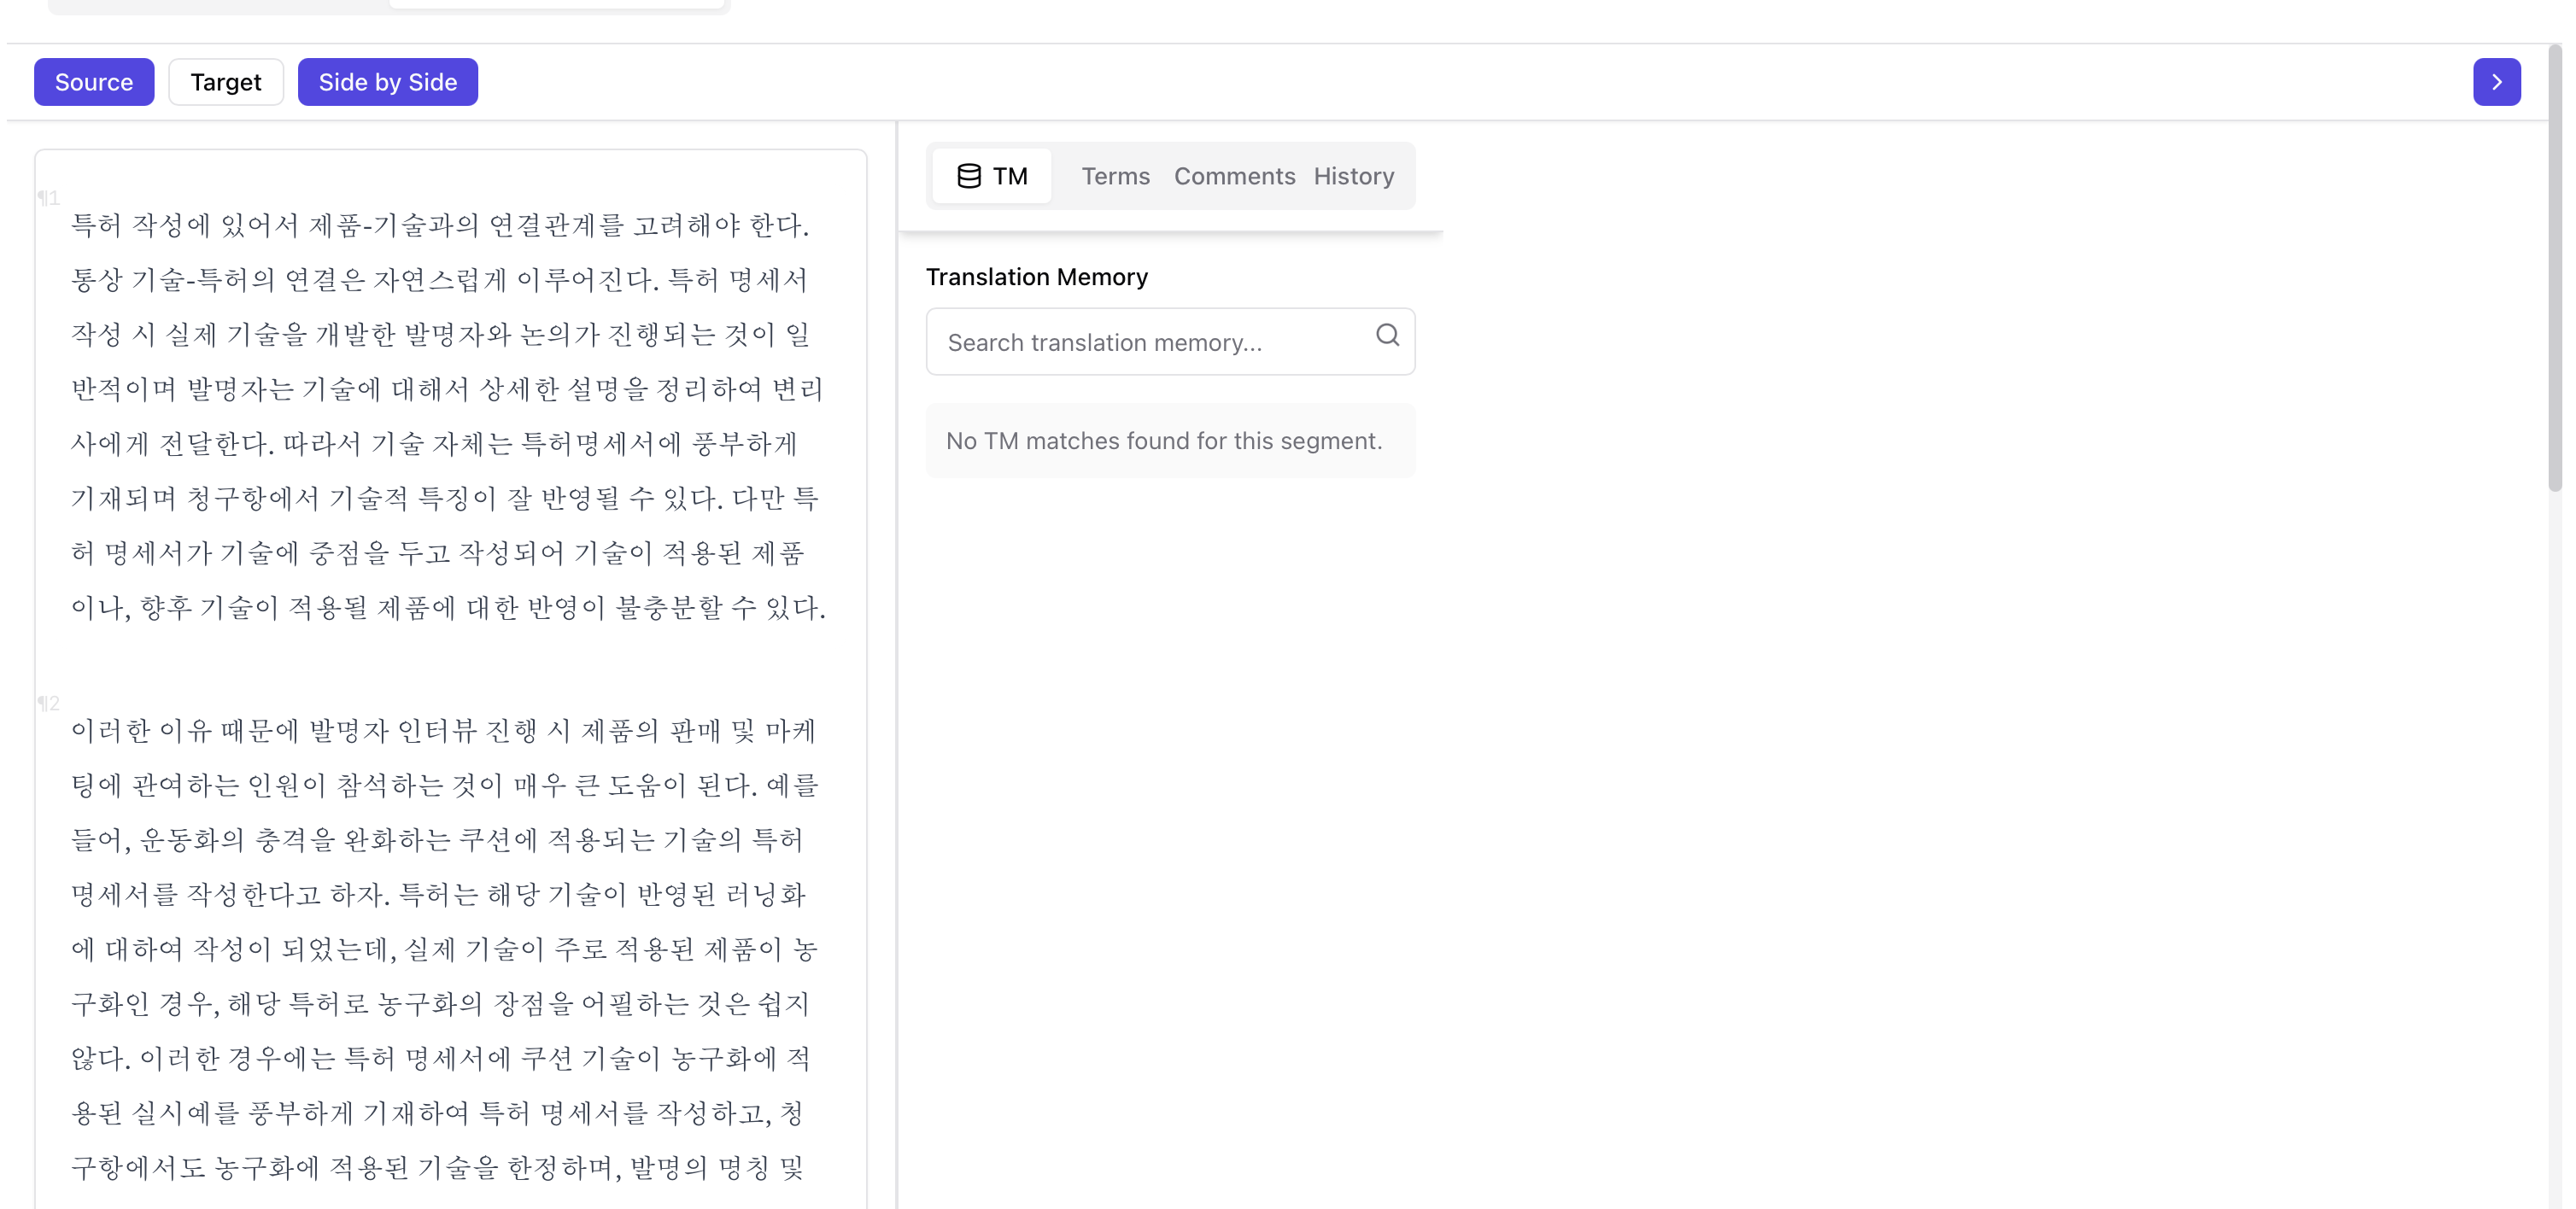 Source
Target
Side by Side
¶1
특허 작성에 있어서 제품-기술과의 연결관계를 고려해야 한다.
통상 기술-특허의 연결은 자연스럽게 이루어진다. 특허 명세서
작성 시 실제 기술을 개발한 발명자와 논의가 진행되는 것이 일
반적이며 발명자는 기술에 대해서 상세한 설명을 정리하여 변리
사에게 전달한다. 따라서 기술 자체는 특허명세서에 풍부하게
기재되며 청구항에서 기술적 특징이 잘 반영될 수 있다. 다만 특
허 명세서가 기술에 중점을 두고 작성되어 기술이 적용된 제품
이나, 향후 기술이 적용될 제품에 대한 반영이 불충분할 수 있다.
¶2
이러한 이유 때문에 발명자 인터뷰 진행 시 제품의 판매 및 마케
팅에 관여하는 인원이 참석하는 것이 매우 큰 도움이 된다. 예를
들어, 운동화의 충격을 완화하는 쿠션에 적용되는 기술의 특허
명세서를 작성한다고 하자. 특허는 해당 기술이 반영된 러닝화
에 대하여 작성이 되었는데, 실제 기술이 주로 적용된 제품이 농
구화인 경우, 해당 특허로 농구화의 장점을 어필하는 것은 쉽지
않다. 이러한 경우에는 특허 명세서에 쿠션 기술이 농구화에 적
용된 실시예를 풍부하게 기재하여 특허 명세서를 작성하고, 청
구항에서도 농구화에 적용된 기술을 한정하며, 발명의 명칭 및
TM
Terms
Comments
History
Translation Memory
Search translation memory...
No TM matches found for this segment.